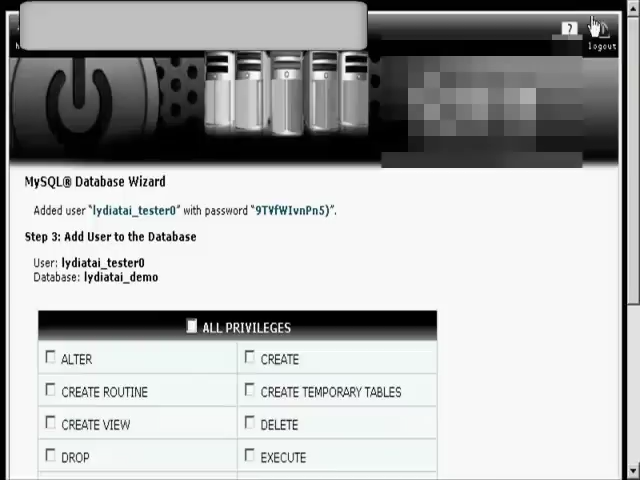 ?
logout
MySQL® Database Wizard
Added user "lydiatai_tester0" with password "9TVfWIvnPn5)".
Step 3: Add User to the Database
User: lydiatai_tester0
Database: lydiatai_demo
ALL PRIVILEGES
ALTER CREATE
CREATE ROUTINE CREATE TEMPORARY TABLES
CREATE VIEW DELETE
DROP EXECUTE